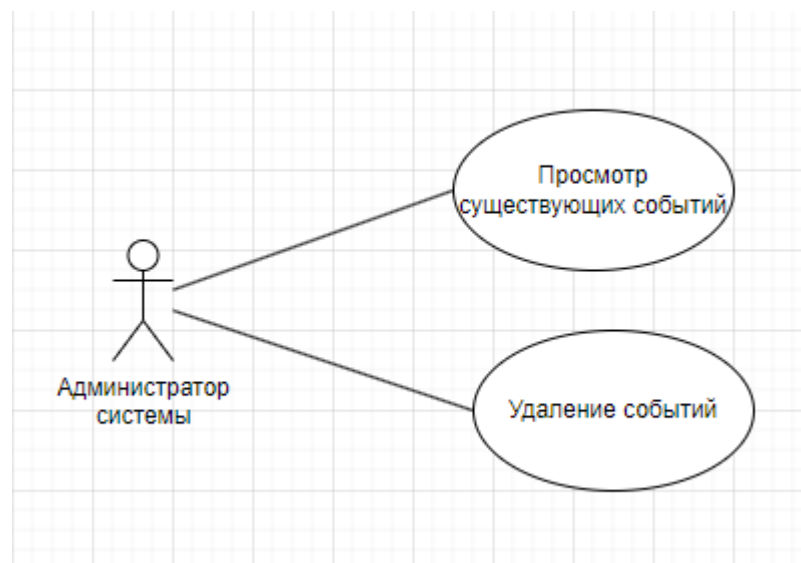 Просмотр
существующих событий
Администратор
системы
Удаление событий